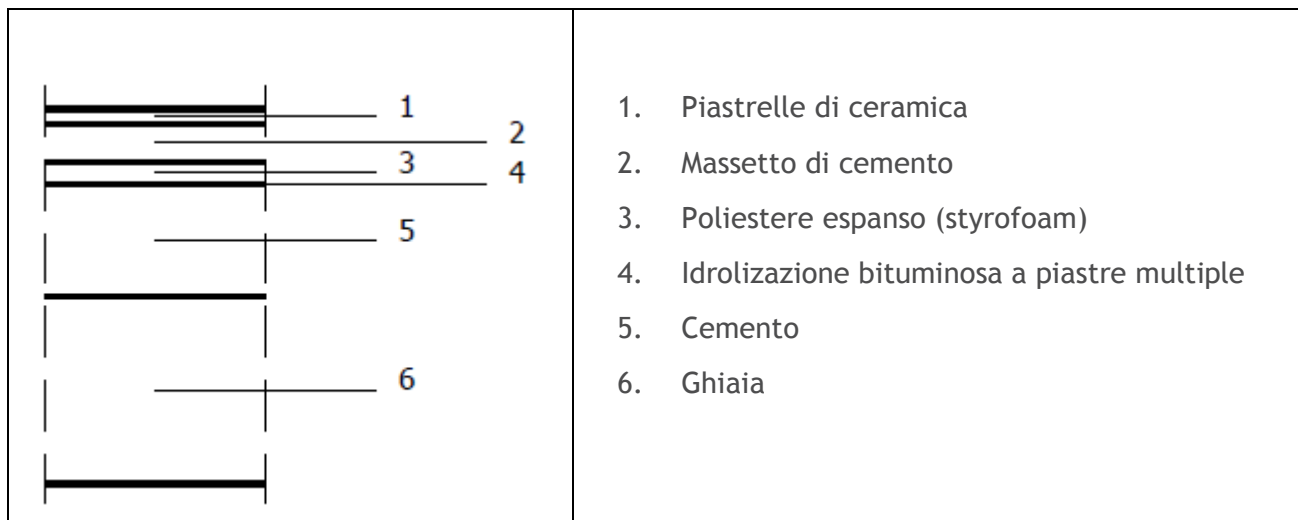 1
2
3
4
5
6
1. Piastrelle di ceramica
2. Massetto di cemento
3. Poliestere espanso (styrofoam)
4. Idrolizazione bituminosa a piastre multiple
5. Cemento
6. Ghiaia